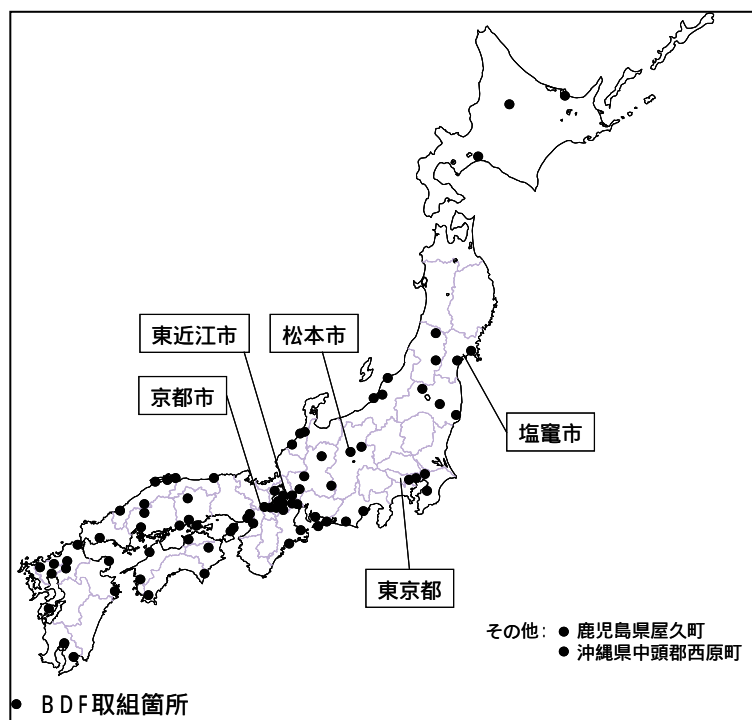 東近江市
松本市
京都市
塩竈市
東京都
その他: ● 鹿児島県屋久町
● 沖縄県中頭郡西原町
● BDF取組箇所